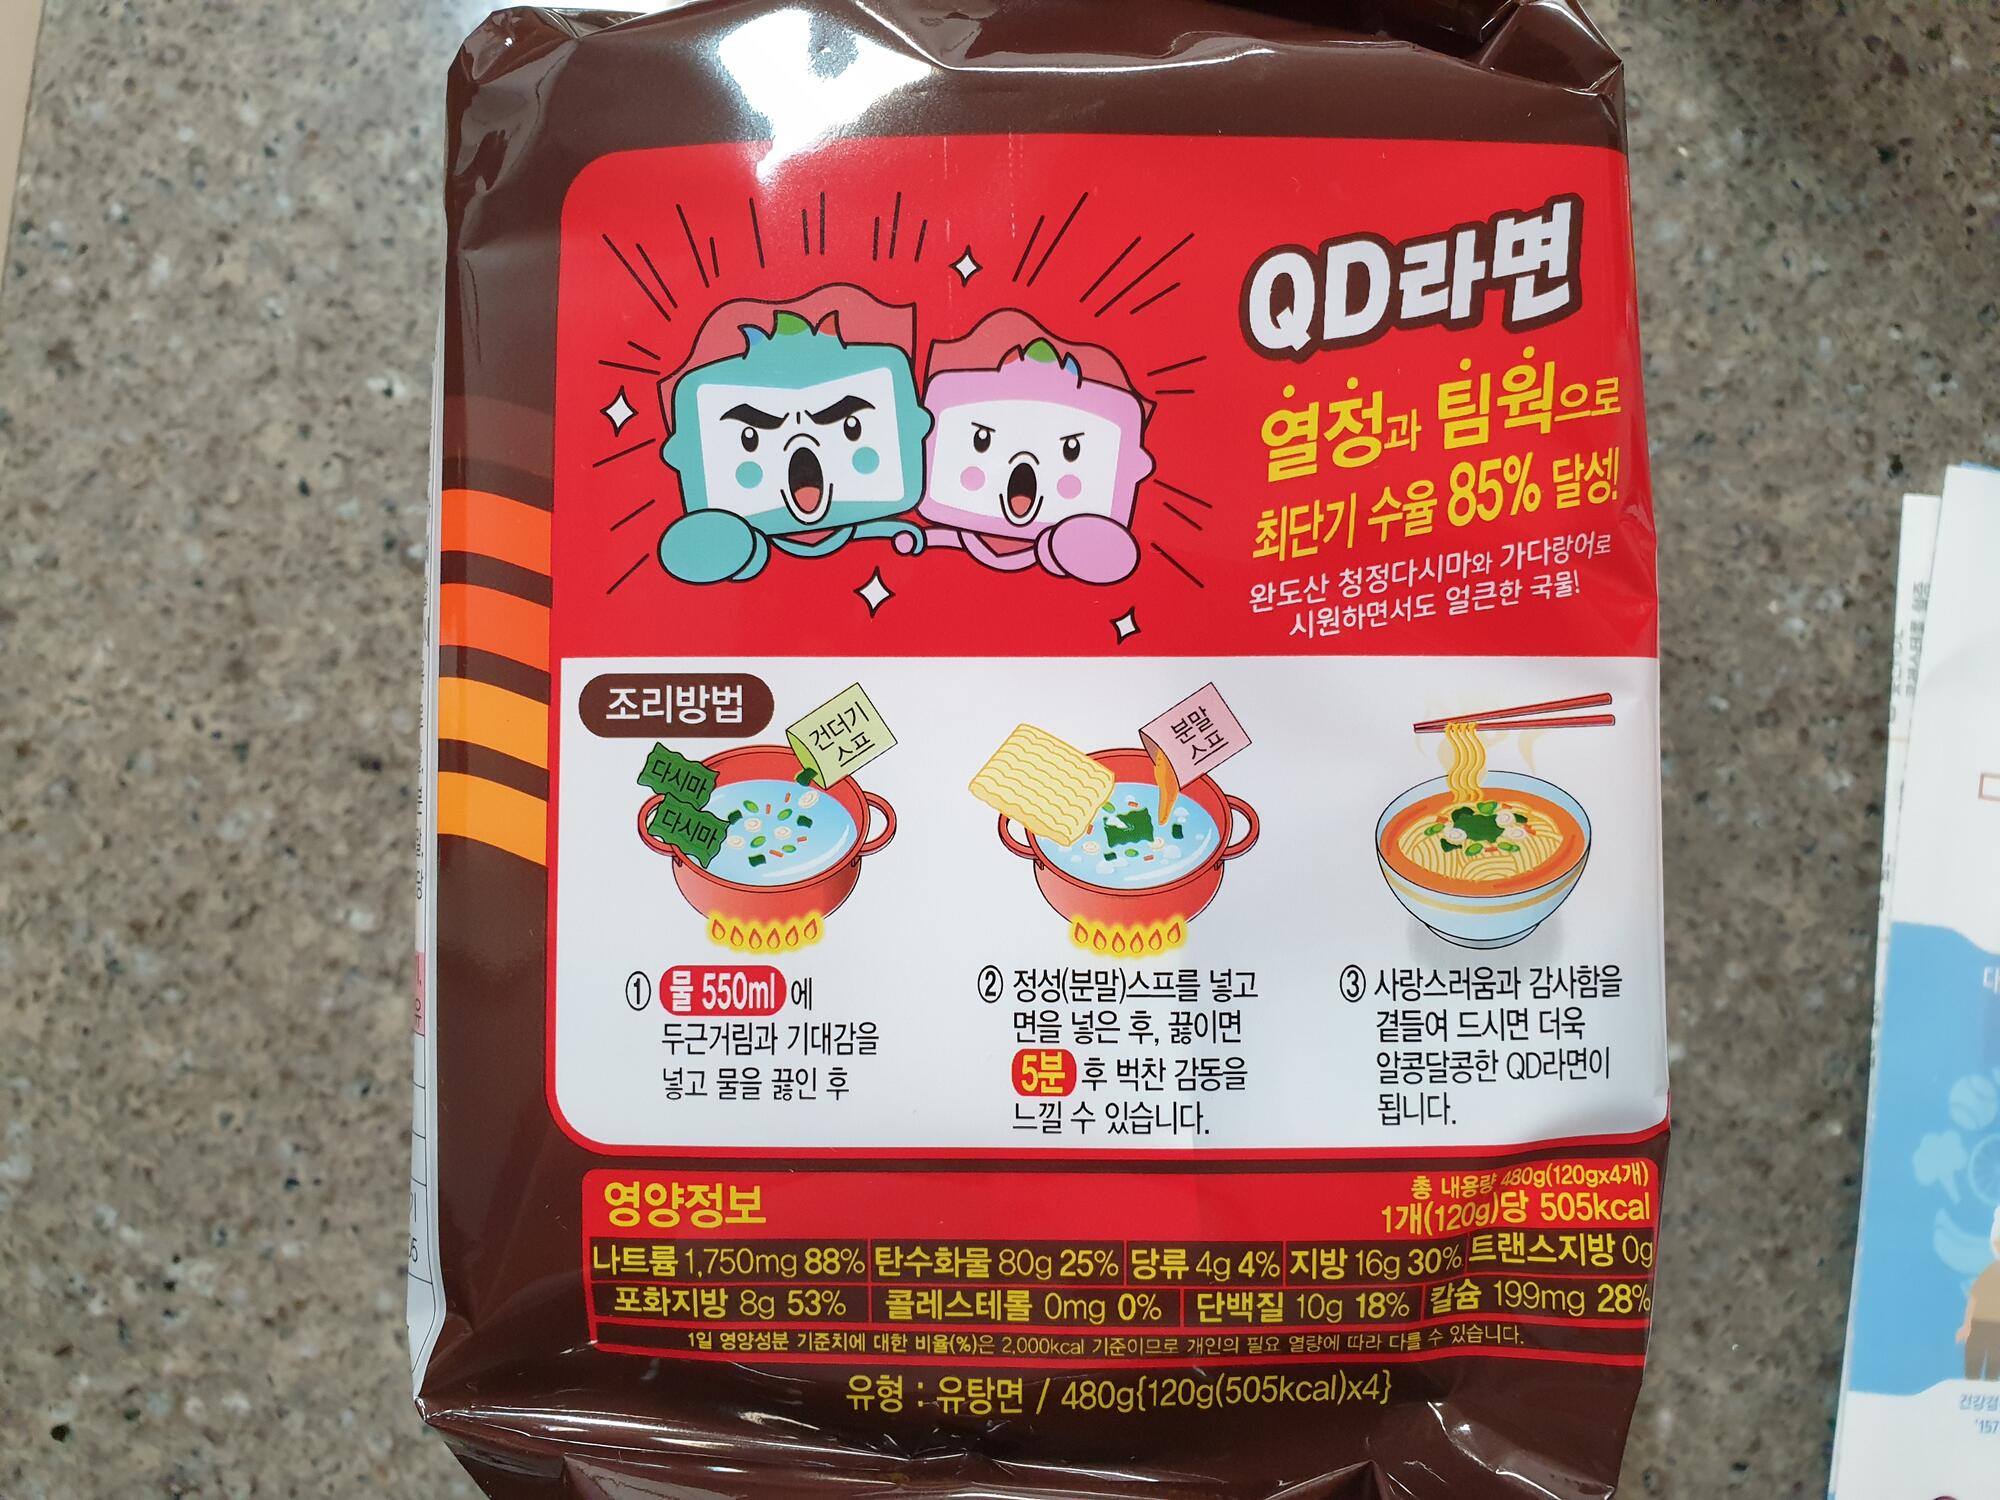 QD라면
열정과 팀웍으로
최단기 수율 85% 달성!
완도산 청정다시마와 가다랑어로
시원하면서도 얼큰한 국물!
조리방법
다시마
다시마
건더기
스프
분말
스프
① 물 550ml 에
두근거림과 기대감을
넣고 물을 끓인 후
② 정성(분말)스프를 넣고
면을 넣은 후, 끓이면
5분 후 벅찬 감동을
느낄 수 있습니다.
③ 사랑스러움과 감사함을
곁들여 드시면 더욱
알콩달콩한 QD라면이
됩니다.
영양정보
총 내용량 480g(120gx4개)
1개(120g)당 505kcal
나트륨 1,750mg 88% 탄수화물 80g 25% 당류 4g 4% 지방 16g 30% 트랜스지방 0g
포화지방 8g 53% 콜레스테롤 0mg 0% 단백질 10g 18% 칼슘 199mg 28%
1일 영양성분 기준치에 대한 비율(%)은 2,000kcal 기준이므로 개인의 필요 열량에 따라 다를 수 있습니다.
유형 : 유탕면 / 480g{120g(505kcal)x4}